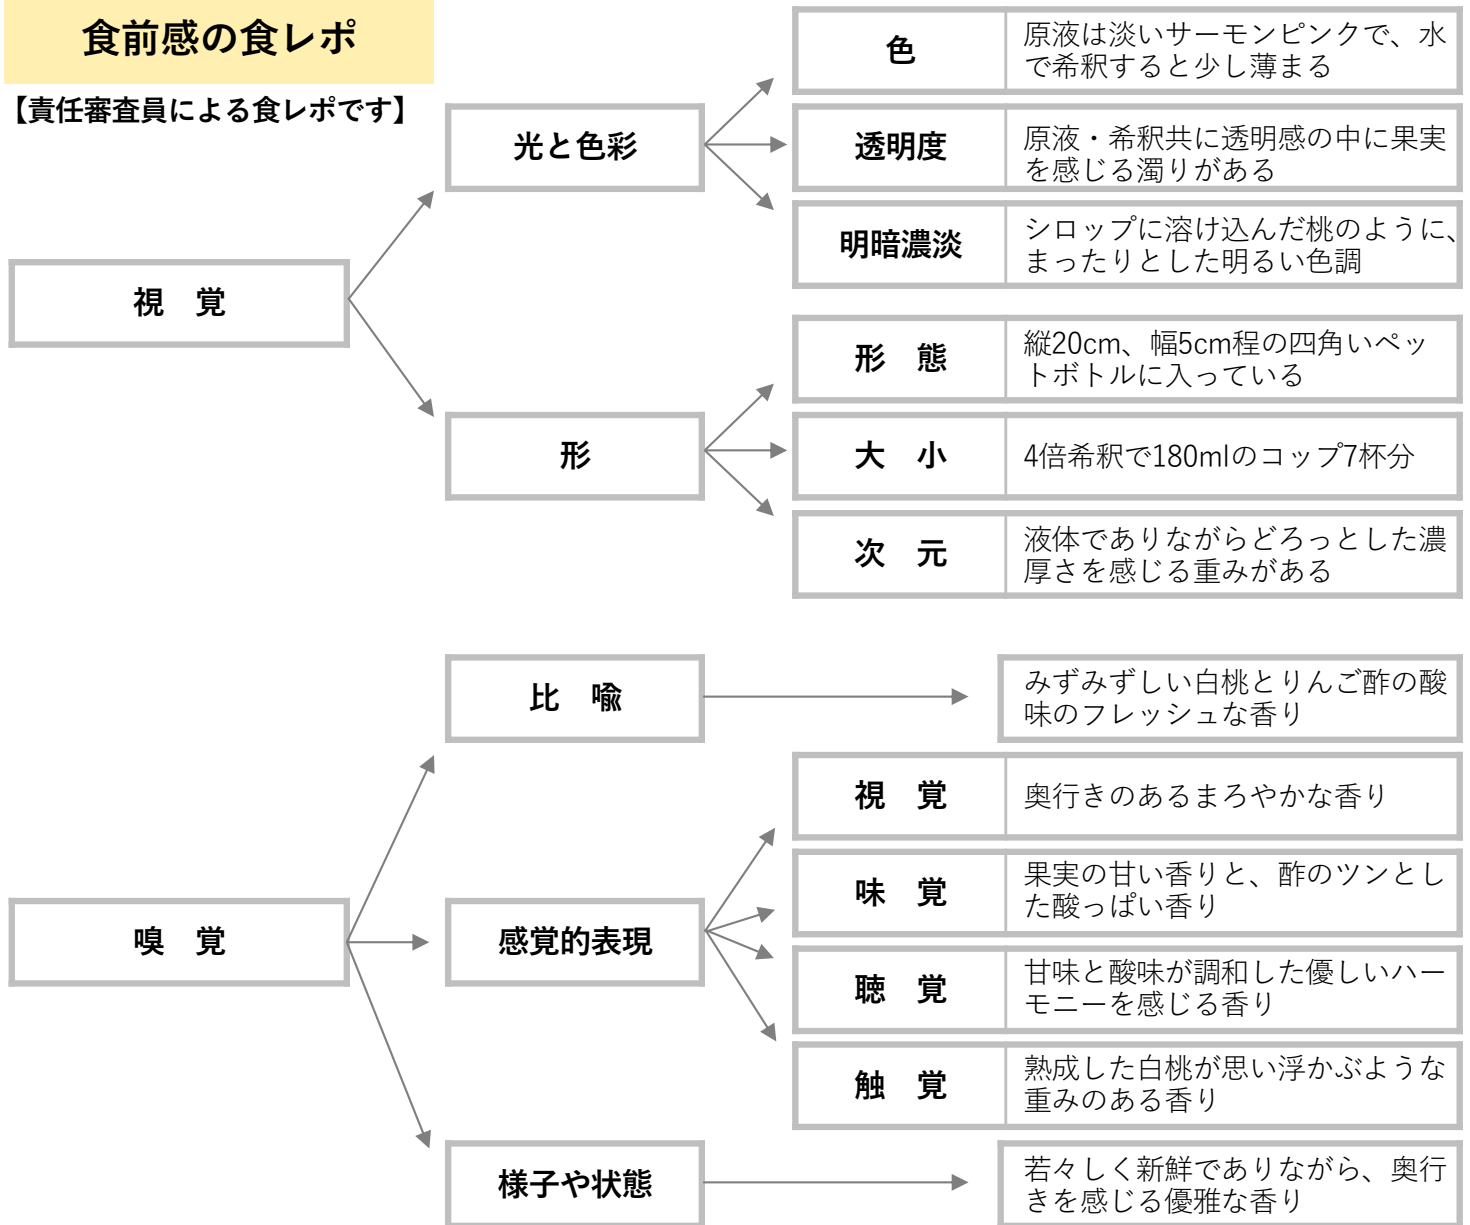 食前感の食レポ
【責任審査員による食レポです】
視　覚
光と色彩
色
原液は淡いサーモンピンクで、水
で希釈すると少し薄まる
透明度
原液・希釈共に透明感の中に果実
を感じる濁りがある
明暗濃淡
シロップに溶け込んだ桃のように、
まったりとした明るい色調
形
形　態
縦20cm、幅5cm程の四角いペッ
トボトルに入っている
大　小
4倍希釈で180mlのコップ7杯分
次　元
液体でありながらどろっとした濃
厚さを感じる重みがある
嗅　覚
比　喩
みずみずしい白桃とりんご酢の酸
味のフレッシュな香り
感覚的表現
視　覚
奥行きのあるまろやかな香り
味　覚
果実の甘い香りと、酢のツンとし
た酸っぱい香り
聴　覚
甘味と酸味が調和した優しいハー
モニーを感じる香り
触　覚
熟成した白桃が思い浮かぶような
重みのある香り
様子や状態
若々しく新鮮でありながら、奥行
きを感じる優雅な香り